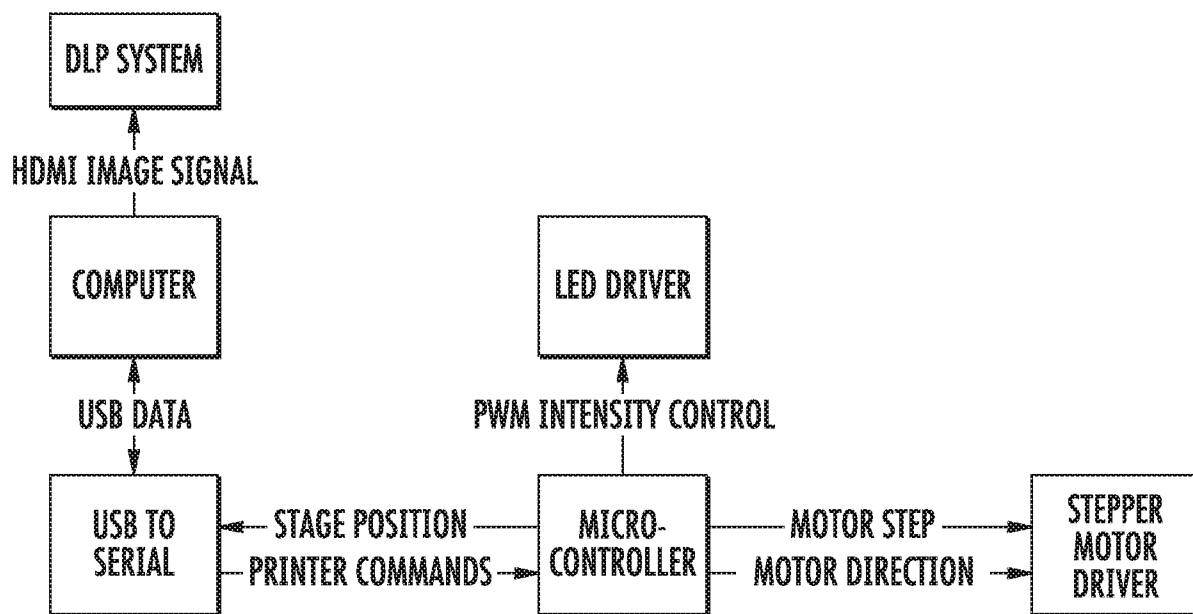 DLP SYSTEM
HDMI IMAGE SIGNAL
COMPUTER
LED DRIVER
USB DATA
PWM INTENSITY CONTROL
USB TO
SERIAL
STAGE POSITION
PRINTER COMMANDS
MICRO-
CONTROLLER
MOTOR STEP
MOTOR DIRECTION
STEPPER
MOTOR
DRIVER